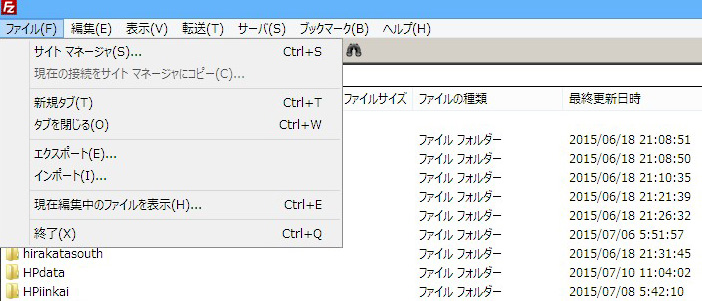 Fz
ファイル(F) 編集(E) 表示(V) 転送(T) サーバ(S) ブックマーク(B) ヘルプ(H)
サイト マネージャ(S)... Ctrl+S
現在の接続をサイト マネージャにコピー(C)...
新規タブ(T) Ctrl+T
タブを閉じる(O) Ctrl+W
エクスポート(E)...
インポート(I)...
現在編集中のファイルを表示(H)... Ctrl+E
終了(X) Ctrl+Q
ファイルサイズ ファイルの種類 最終更新日時
ファイル フォルダー 2015/06/18 21:08:51
ファイル フォルダー 2015/06/18 21:08:50
ファイル フォルダー 2015/06/18 21:10:35
ファイル フォルダー 2015/06/18 21:21:39
ファイル フォルダー 2015/06/18 21:26:32
ファイル フォルダー 2015/07/06 5:51:57
hirakatasouth ファイル フォルダー 2015/06/18 21:31:45
HPdata ファイル フォルダー 2015/07/10 11:04:02
HPiinkai ファイル フォルダー 2015/07/08 5:42:10